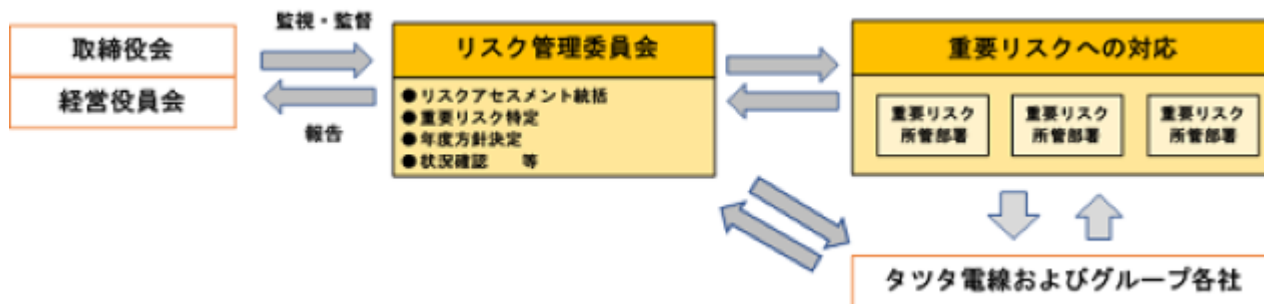 取締役会
経営役員会
監視・監督
報告
リスク管理委員会
●リスクアセスメント統括
●重要リスク特定
●年度方針決定
●状況確認　等
重要リスクへの対応
重要リスク
所管部署
重要リスク
所管部署
重要リスク
所管部署
タツタ電線およびグループ各社